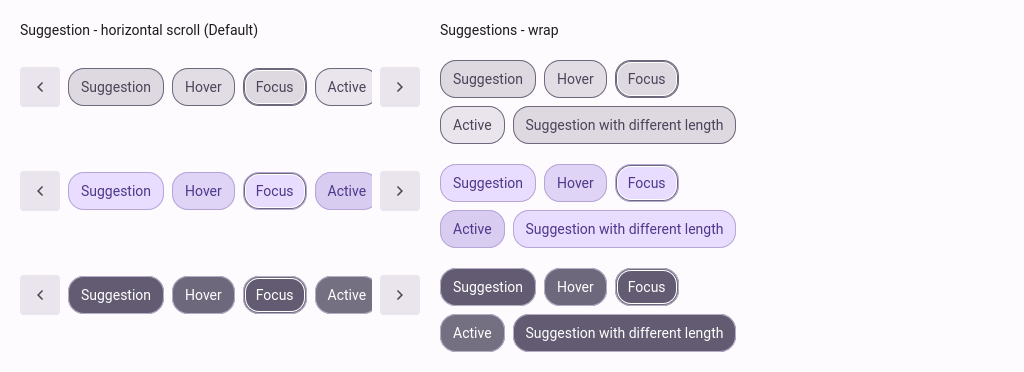 Suggestion - horizontal scroll (Default)
Suggestion Hover Focus Active
Suggestion Hover Focus Active
Suggestion Hover Focus Active
Suggestions - wrap
Suggestion Hover Focus
Active Suggestion with different length
Suggestion Hover Focus
Active Suggestion with different length
Suggestion Hover Focus
Active Suggestion with different length